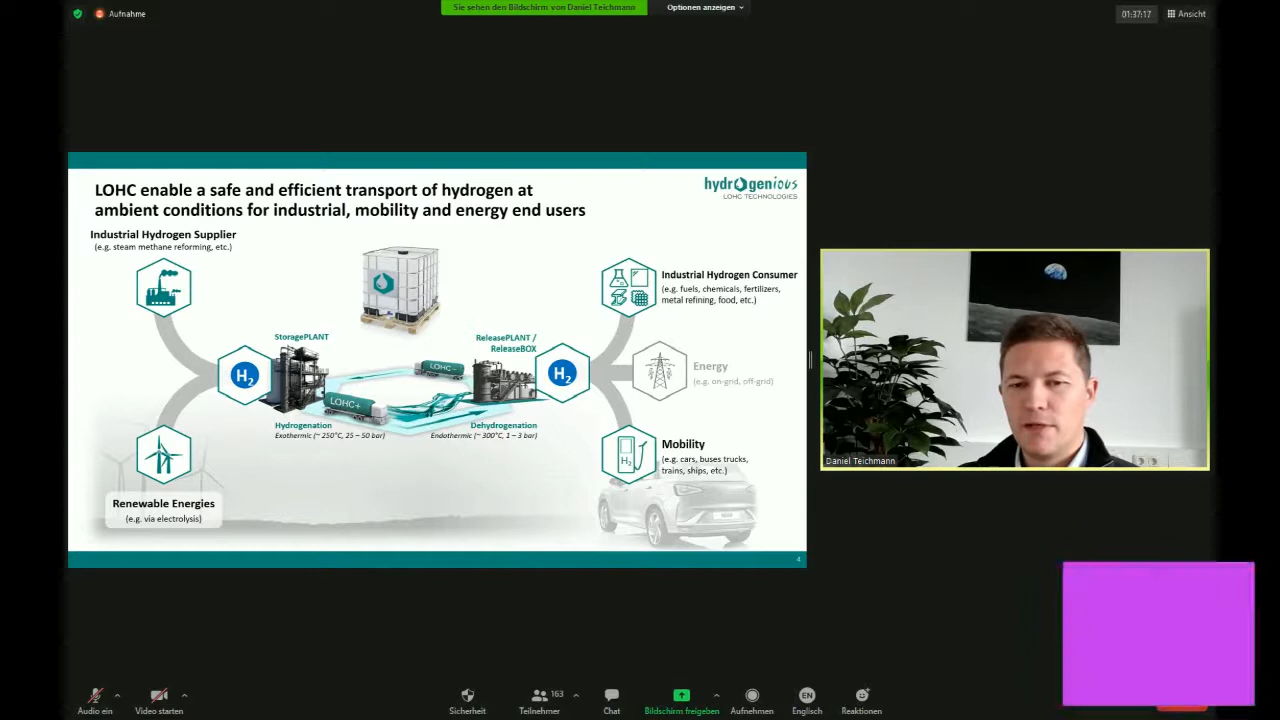 Aufnahme
Sie sehen den Bildschirm von Daniel Teichmann
Optionen anzeigen
01:37:17
Ansicht
LOHC enable a safe and efficient transport of hydrogen at
ambient conditions for industrial, mobility and energy end users
hydrogenious
LOHC TECHNOLOGIES
Industrial Hydrogen Supplier
(e.g. steam methane reforming, etc.)
Industrial Hydrogen Consumer
(e.g. fuels, chemicals, fertilizers,
metal refining, food, etc.)
StoragePLANT
ReleasePLANT /
ReleaseBOX
H2
LOHC+
LOHC-
H2
Energy
(e.g. on-grid, off-grid)
Hydrogenation
Exothermic (~ 250°C, 25 – 50 bar)
Dehydrogenation
Endothermic (~ 300°C, 1 – 3 bar)
H2
Mobility
(e.g. cars, buses trucks,
trains, ships, etc.)
Renewable Energies
(e.g. via electrolysis)
4
Daniel Teichmann
Audio ein
Video starten
Sicherheit
163
Teilnehmer
Chat
Bildschirm freigeben
Aufnehmen
EN
Englisch
Reaktionen